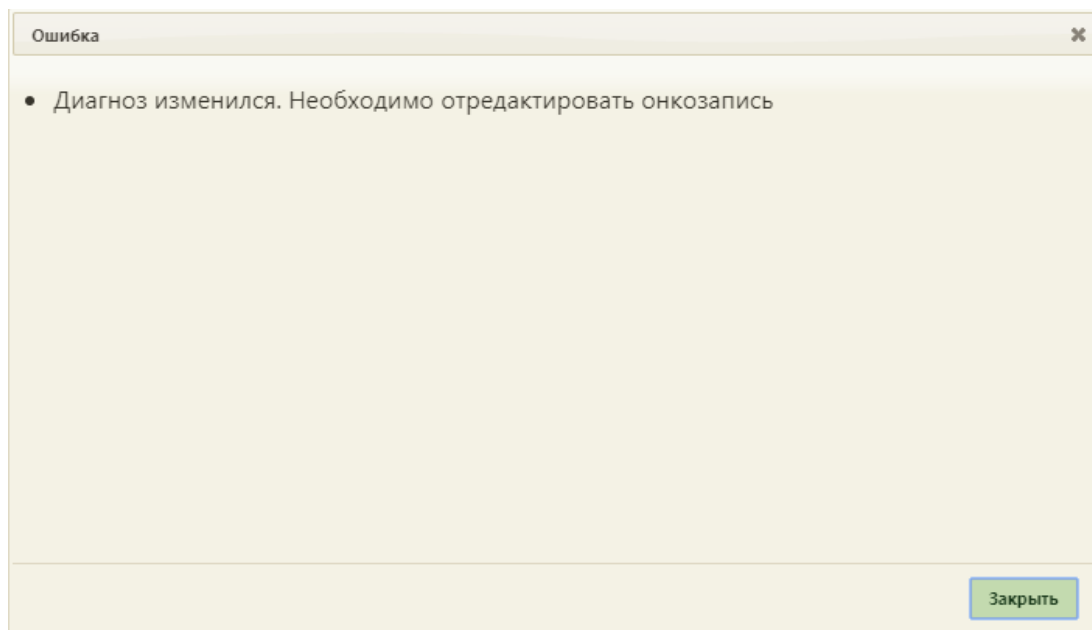 Ошибка
Диагноз изменился. Необходимо отредактировать онкозапись
Закрыть